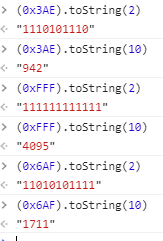 > (0x3AE).toString(2)
< "1110101110"
> (0x3AE).toString(10)
< "942"
> (0xFFF).toString(2)
< "111111111111"
> (0xFFF).toString(10)
< "4095"
> (0x6AF).toString(2)
< "11010101111"
> (0x6AF).toString(10)
< "1711"